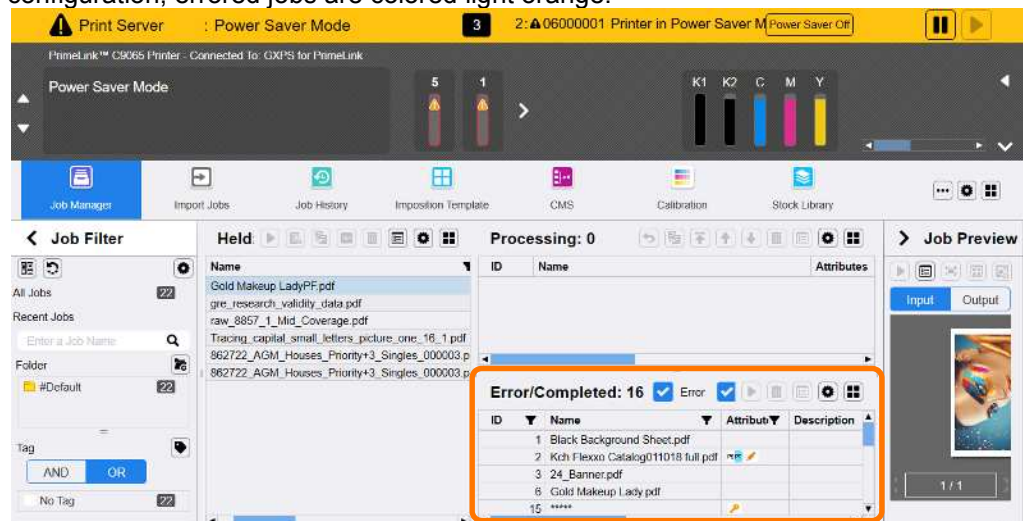 configuration, errored jobs are colored light orange.
Print Server : Power Saver Mode 3 2: 06000001 Printer in Power Saver M Power Saver Off
PrimeLink™ C9065 Printer - Connected To: GXPS for PrimeLink
Power Saver Mode 5 1 K1 K2 C M Y
Job Manager Import Jobs Job History Imposition Template CMS Calibration Stock Library
Job Filter Held: Processing: 0 Job Preview
Name ID Name Attributes
All Jobs 22 Gold Makeup LadyPF.pdf
gre_research_validity_data.pdf Input Output
Recent Jobs raw_8857_1_Mid_Coverage.pdf
Enter a Job Name Tracing_capital_small_letters_picture_one_16_1.pdf
862722_AGM_Houses_Priority+3_Singles_000003.p
Folder 862722_AGM_Houses_Priority+3_Singles_000003.p
#Default 22 Error/Completed: 16 Error
ID Name Attribut Description
1 Black Background Sheet.pdf
Tag 2 Kch Flexxo Catalog011018 full.pdf
AND OR 3 24_Banner.pdf
6 Gold Makeup Lady.pdf 1 / 1
No Tag 22 15 *****